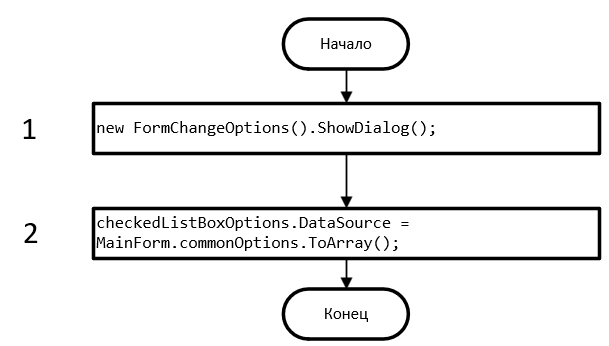 Начало
1
new FormChangeOptions().ShowDialog();
2
checkedListBoxOptions.DataSource =
MainForm.commonOptions.ToArray();
Конец